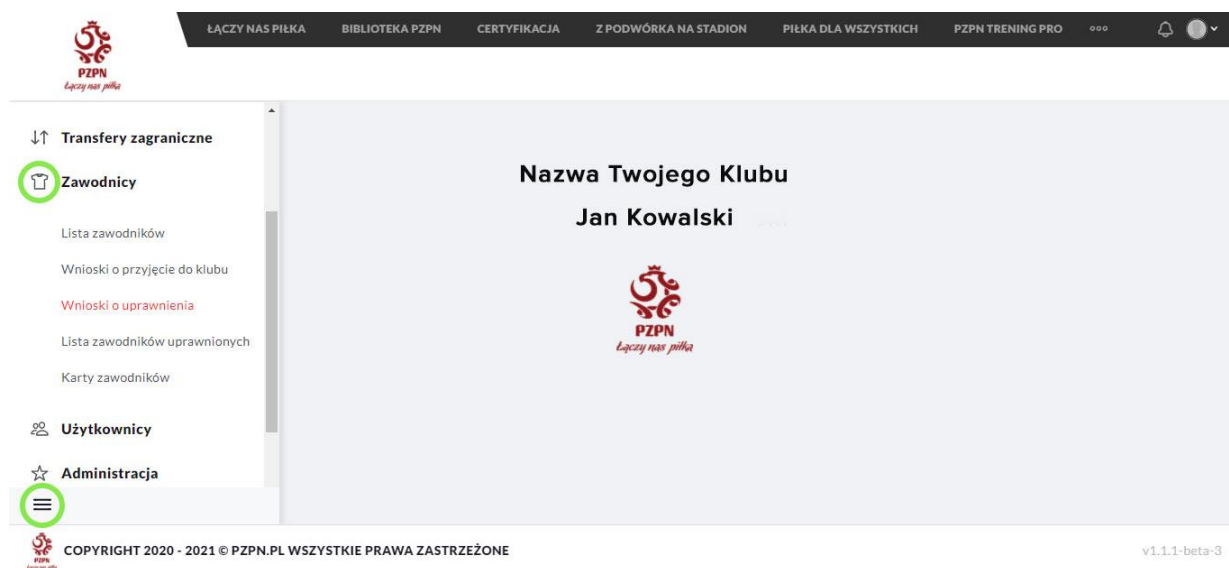 ŁĄCZY NAS PIŁKA BIBLIOTEKA PZPN CERTYFIKACJA Z PODWÓRKA NA STADION PIŁKA DLA WSZYSTKICH PZPN TRENING PRO
PZPN
Łączy nas piłka
Transfery zagraniczne
Zawodnicy
Lista zawodników
Wnioski o przyjęcie do klubu
Wnioski o uprawnienia
Lista zawodników uprawnionych
Karty zawodników
Użytkownicy
Administracja
Nazwa Twojego Klubu
Jan Kowalski
PZPN
Łączy nas piłka
PZPN
COPYRIGHT 2020 - 2021 © PZPN.PL WSZYSTKIE PRAWA ZASTRZEŻONE
v1.1.1-beta-3